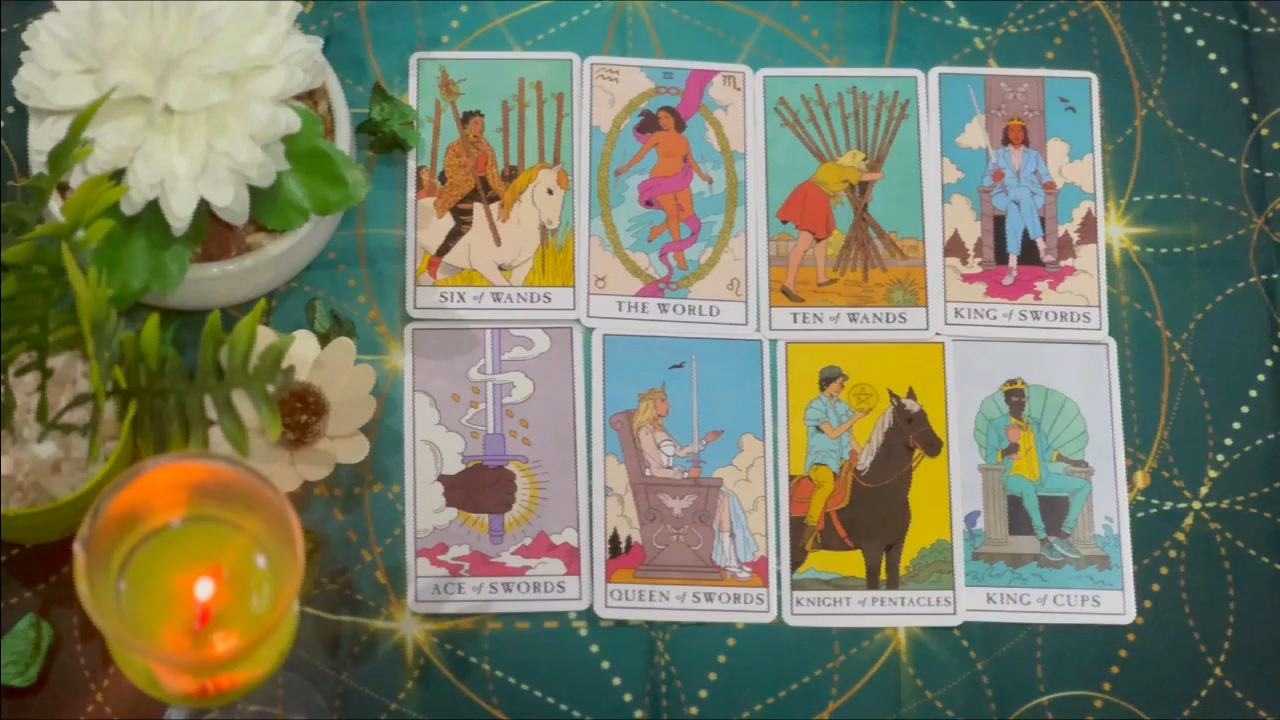 SIX of WANDS
THE WORLD
TEN of WANDS
KING of SWORDS
ACE of SWORDS
QUEEN of SWORDS
KNIGHT of PENTACLES
KING of CUPS